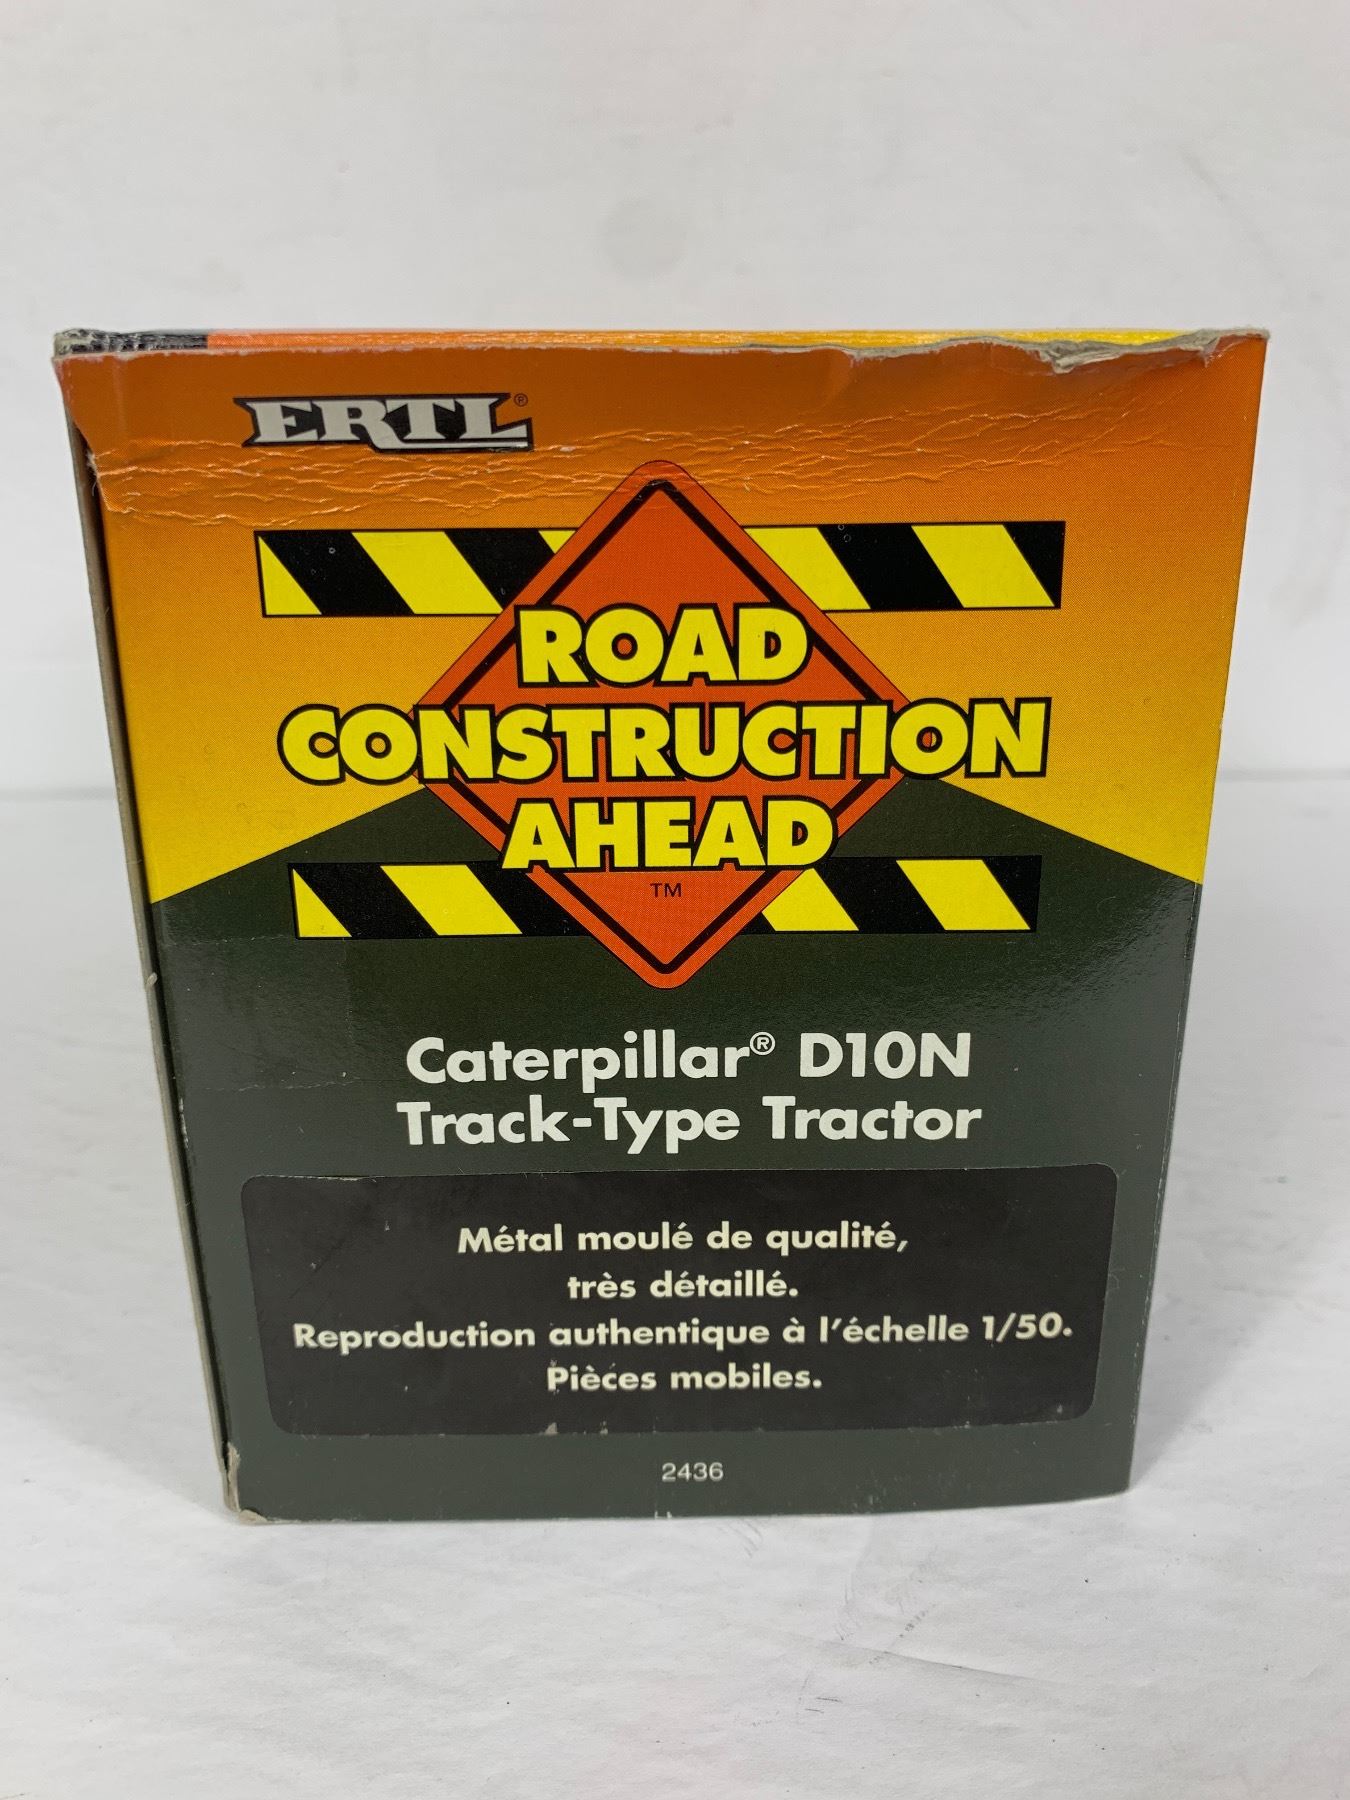 ERTL®
ROAD
CONSTRUCTION
AHEAD
TM
Caterpillar® D10N
Track-Type Tractor
Métal moulé de qualité,
très détaillé.
Reproduction authentique à l'échelle 1/50.
Pièces mobiles.
2436